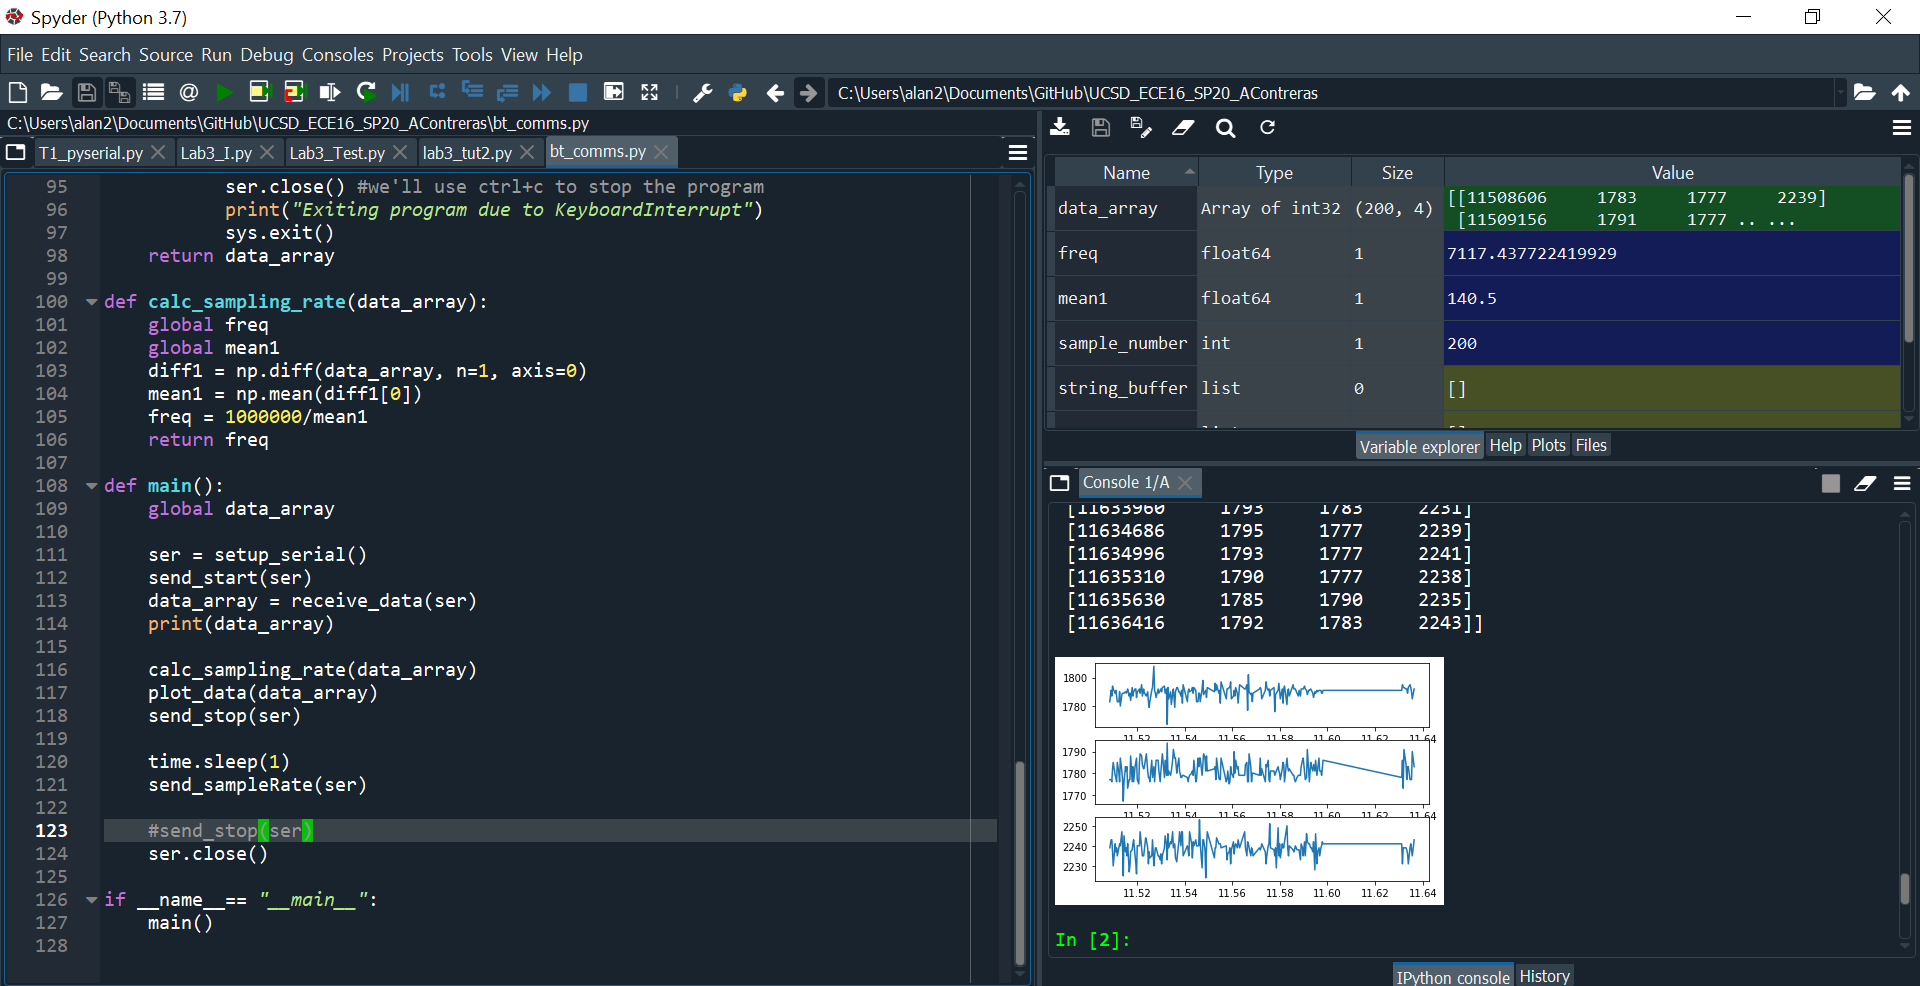 Spyder (Python 3.7)
File Edit Search Source Run Debug Consoles Projects Tools View Help
C:\Users\alan2\Documents\GitHub\UCSD_ECE16_SP20_AContreras
C:\Users\alan2\Documents\GitHub\UCSD_ECE16_SP20_AContreras\bt_comms.py
T1_pyserial.py Lab3_I.py Lab3_Test.py lab3_tut2.py bt_comms.py
95 ser.close() #we'll use ctrl+c to stop the program
96 print("Exiting program due to KeyboardInterrupt")
97 sys.exit()
98 return data_array
99
100 def calc_sampling_rate(data_array):
101 global freq
102 global mean1
103 diff1 = np.diff(data_array, n=1, axis=0)
104 mean1 = np.mean(diff1[0])
105 freq = 1000000/mean1
106 return freq
107
108 def main():
109 global data_array
110
111 ser = setup_serial()
112 send_start(ser)
113 data_array = receive_data(ser)
114 print(data_array)
115
116 calc_sampling_rate(data_array)
117 plot_data(data_array)
118 send_stop(ser)
119
120 time.sleep(1)
121 send_sampleRate(ser)
122
123 #send_stop(ser)
124 ser.close()
125
126 if __name__== "__main__":
127 main()
128
Name Type Size Value
data_array Array of int32 (200, 4) [[11508606 1783 1777 2239]
[11509156 1791 1777 .. ...
freq float64 1 7117.437722419929
mean1 float64 1 140.5
sample_number int 1 200
string_buffer list 0 []
Variable explorer Help Plots Files
Console 1/A
[11633960 1793 1783 2231]
[11634686 1795 1777 2239]
[11634996 1793 1777 2241]
[11635310 1790 1777 2238]
[11635630 1785 1790 2235]
[11636416 1792 1783 2243]]
1800
1780
11.52 11.54 11.56 11.58 11.60 11.62 11.64
1790
1780
1770
11.52 11.54 11.56 11.58 11.60 11.62 11.64
2250
2240
2230
11.52 11.54 11.56 11.58 11.60 11.62 11.64
In [2]:
IPython console History